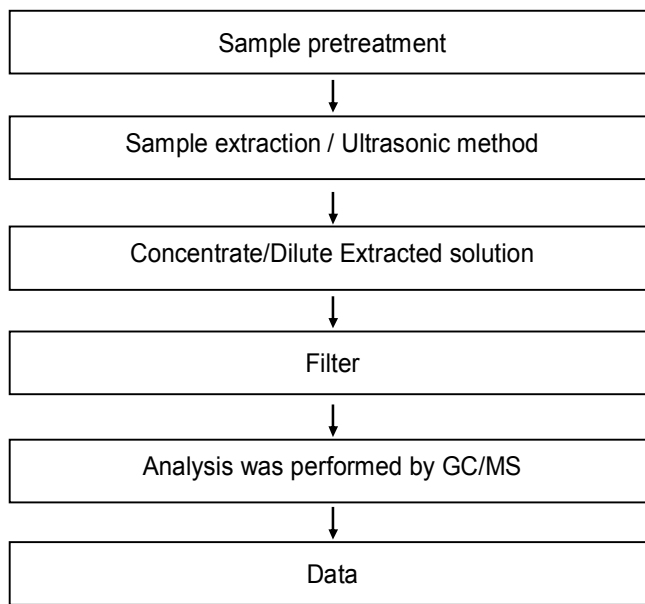 Sample pretreatment
Sample extraction / Ultrasonic method
Concentrate/Dilute Extracted solution
Filter
Analysis was performed by GC/MS
Data